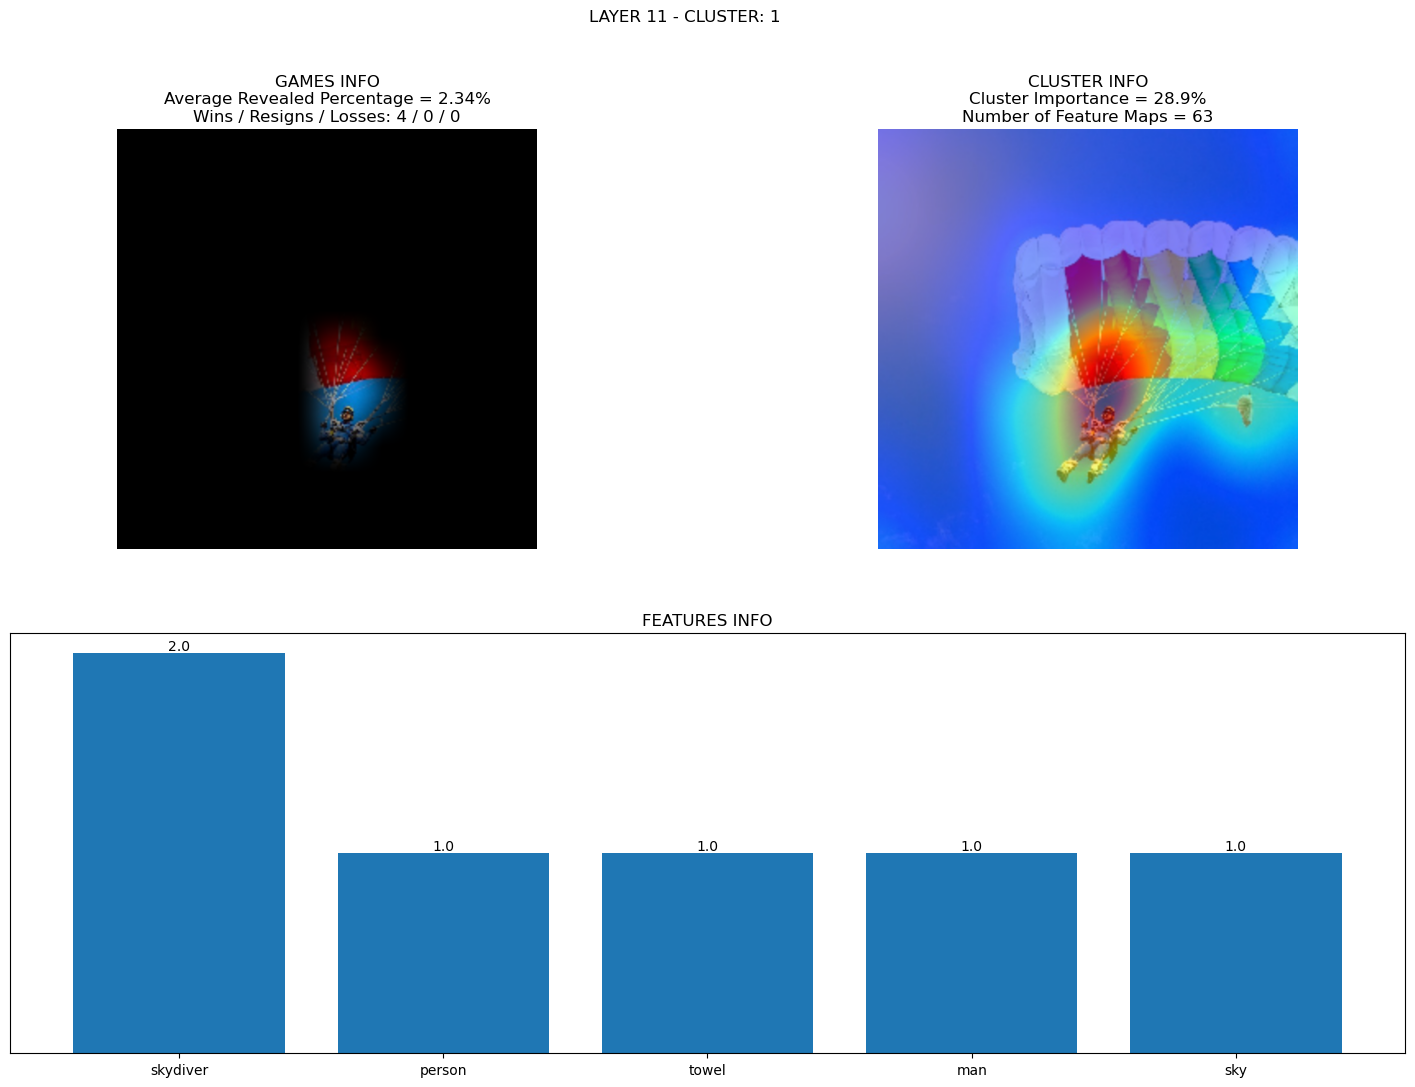 LAYER 11 - CLUSTER: 1
GAMES INFO
Average Revealed Percentage = 2.34%
Wins / Resigns / Losses: 4 / 0 / 0
CLUSTER INFO
Cluster Importance = 28.9%
Number of Feature Maps = 63
FEATURES INFO
2.0
1.0
1.0
1.0
1.0
skydiver
person
towel
man
sky